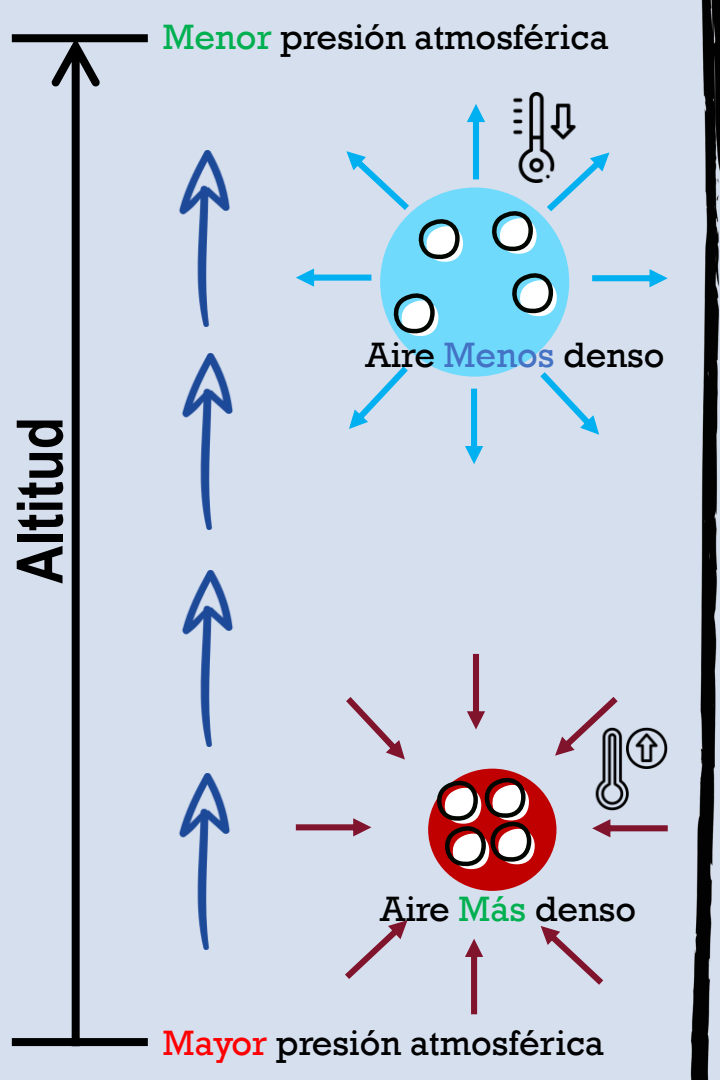 Menor presión atmosférica
Aire Menos denso
Altitud
Aire Más denso
Mayor presión atmosférica